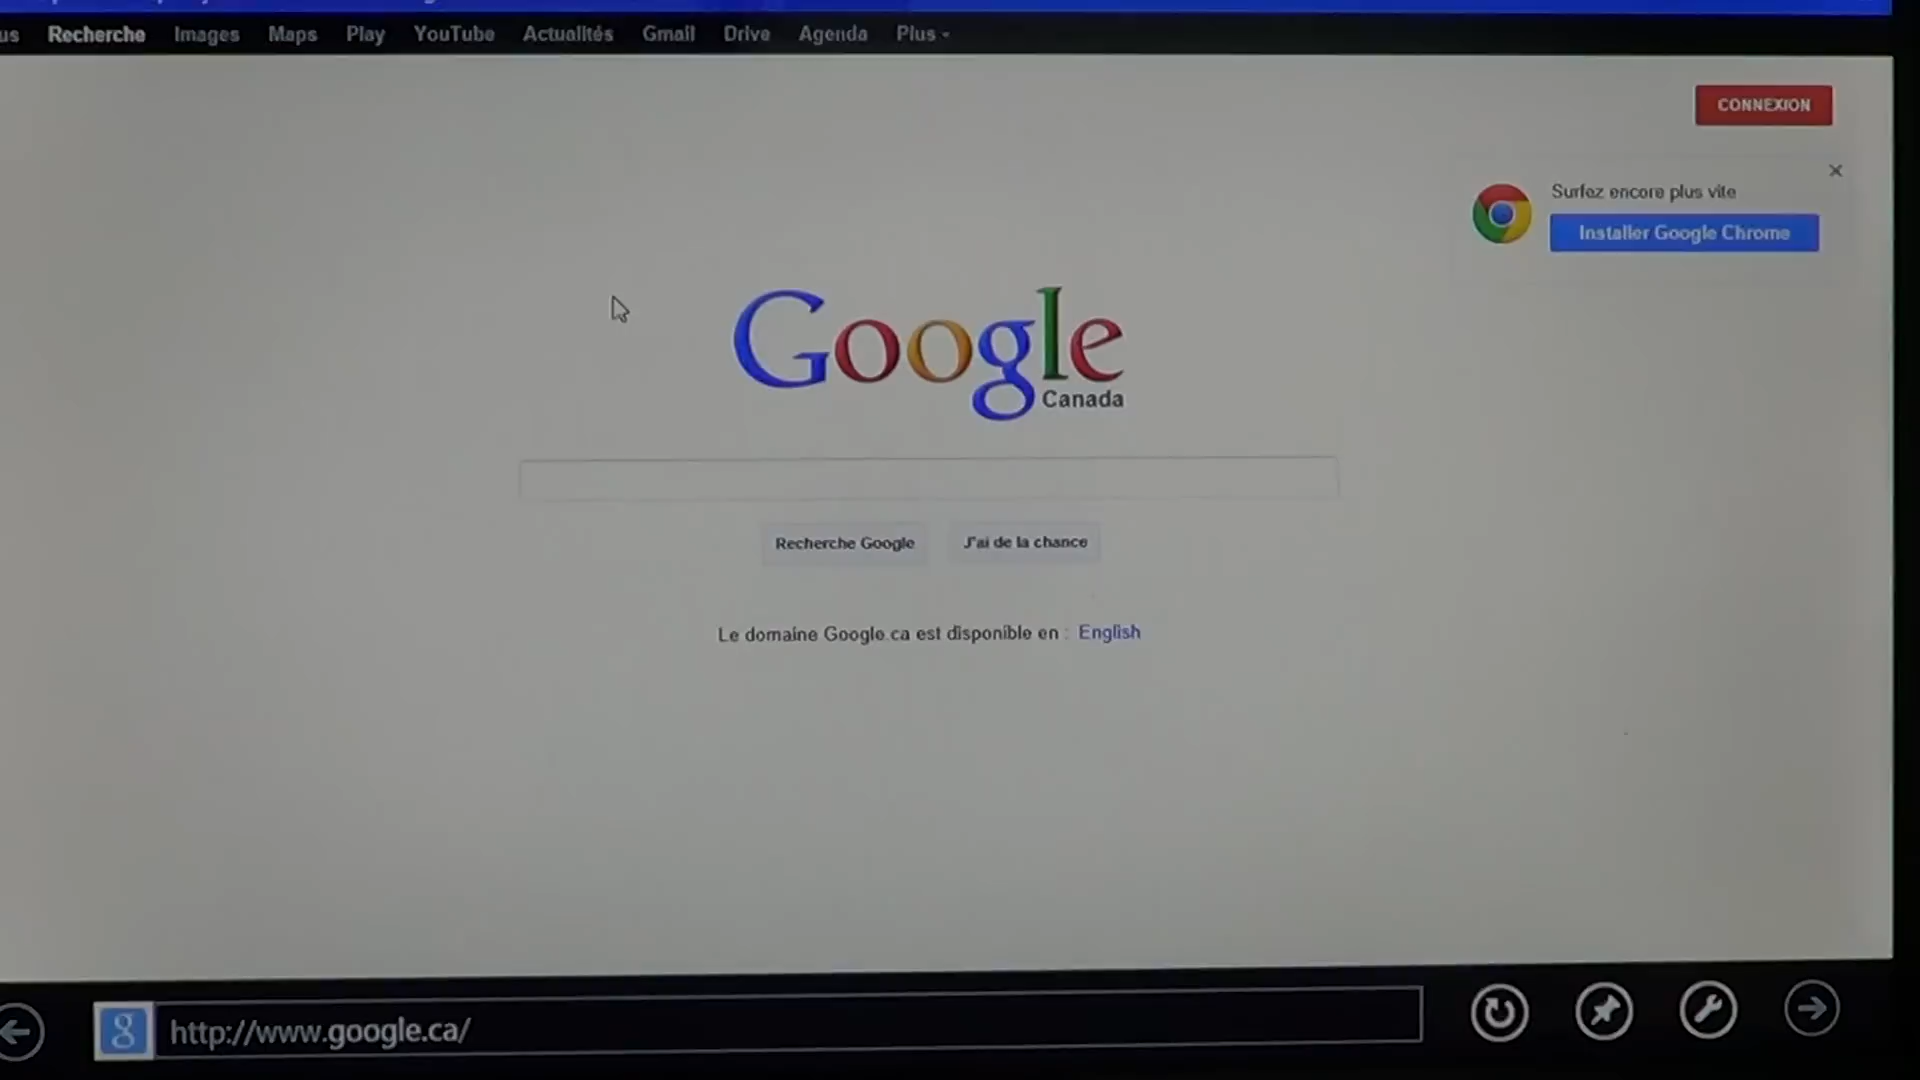 Recherche Images Maps Play YouTube Actualités Gmail Drive Agenda Plus
CONNEXION
Surfez encore plus vite
Installer Google Chrome
Google
Canada
Recherche Google J'ai de la chance
Le domaine Google.ca est disponible en : English
g http://www.google.ca/